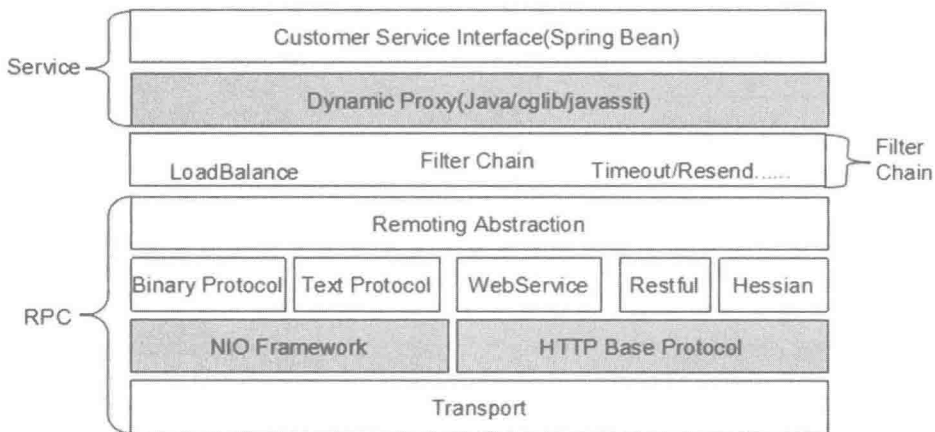 Customer Service Interface(Spring Bean)
Service
Dynamic Proxy(Java/cglib/javassit)
Filter Chain
LoadBalance
Timeout/Resend......
Filter
Chain
Remoting Abstraction
Binary Protocol
Text Protocol
WebService
Restful
Hessian
RPC
NIO Framework
HTTP Base Protocol
Transport